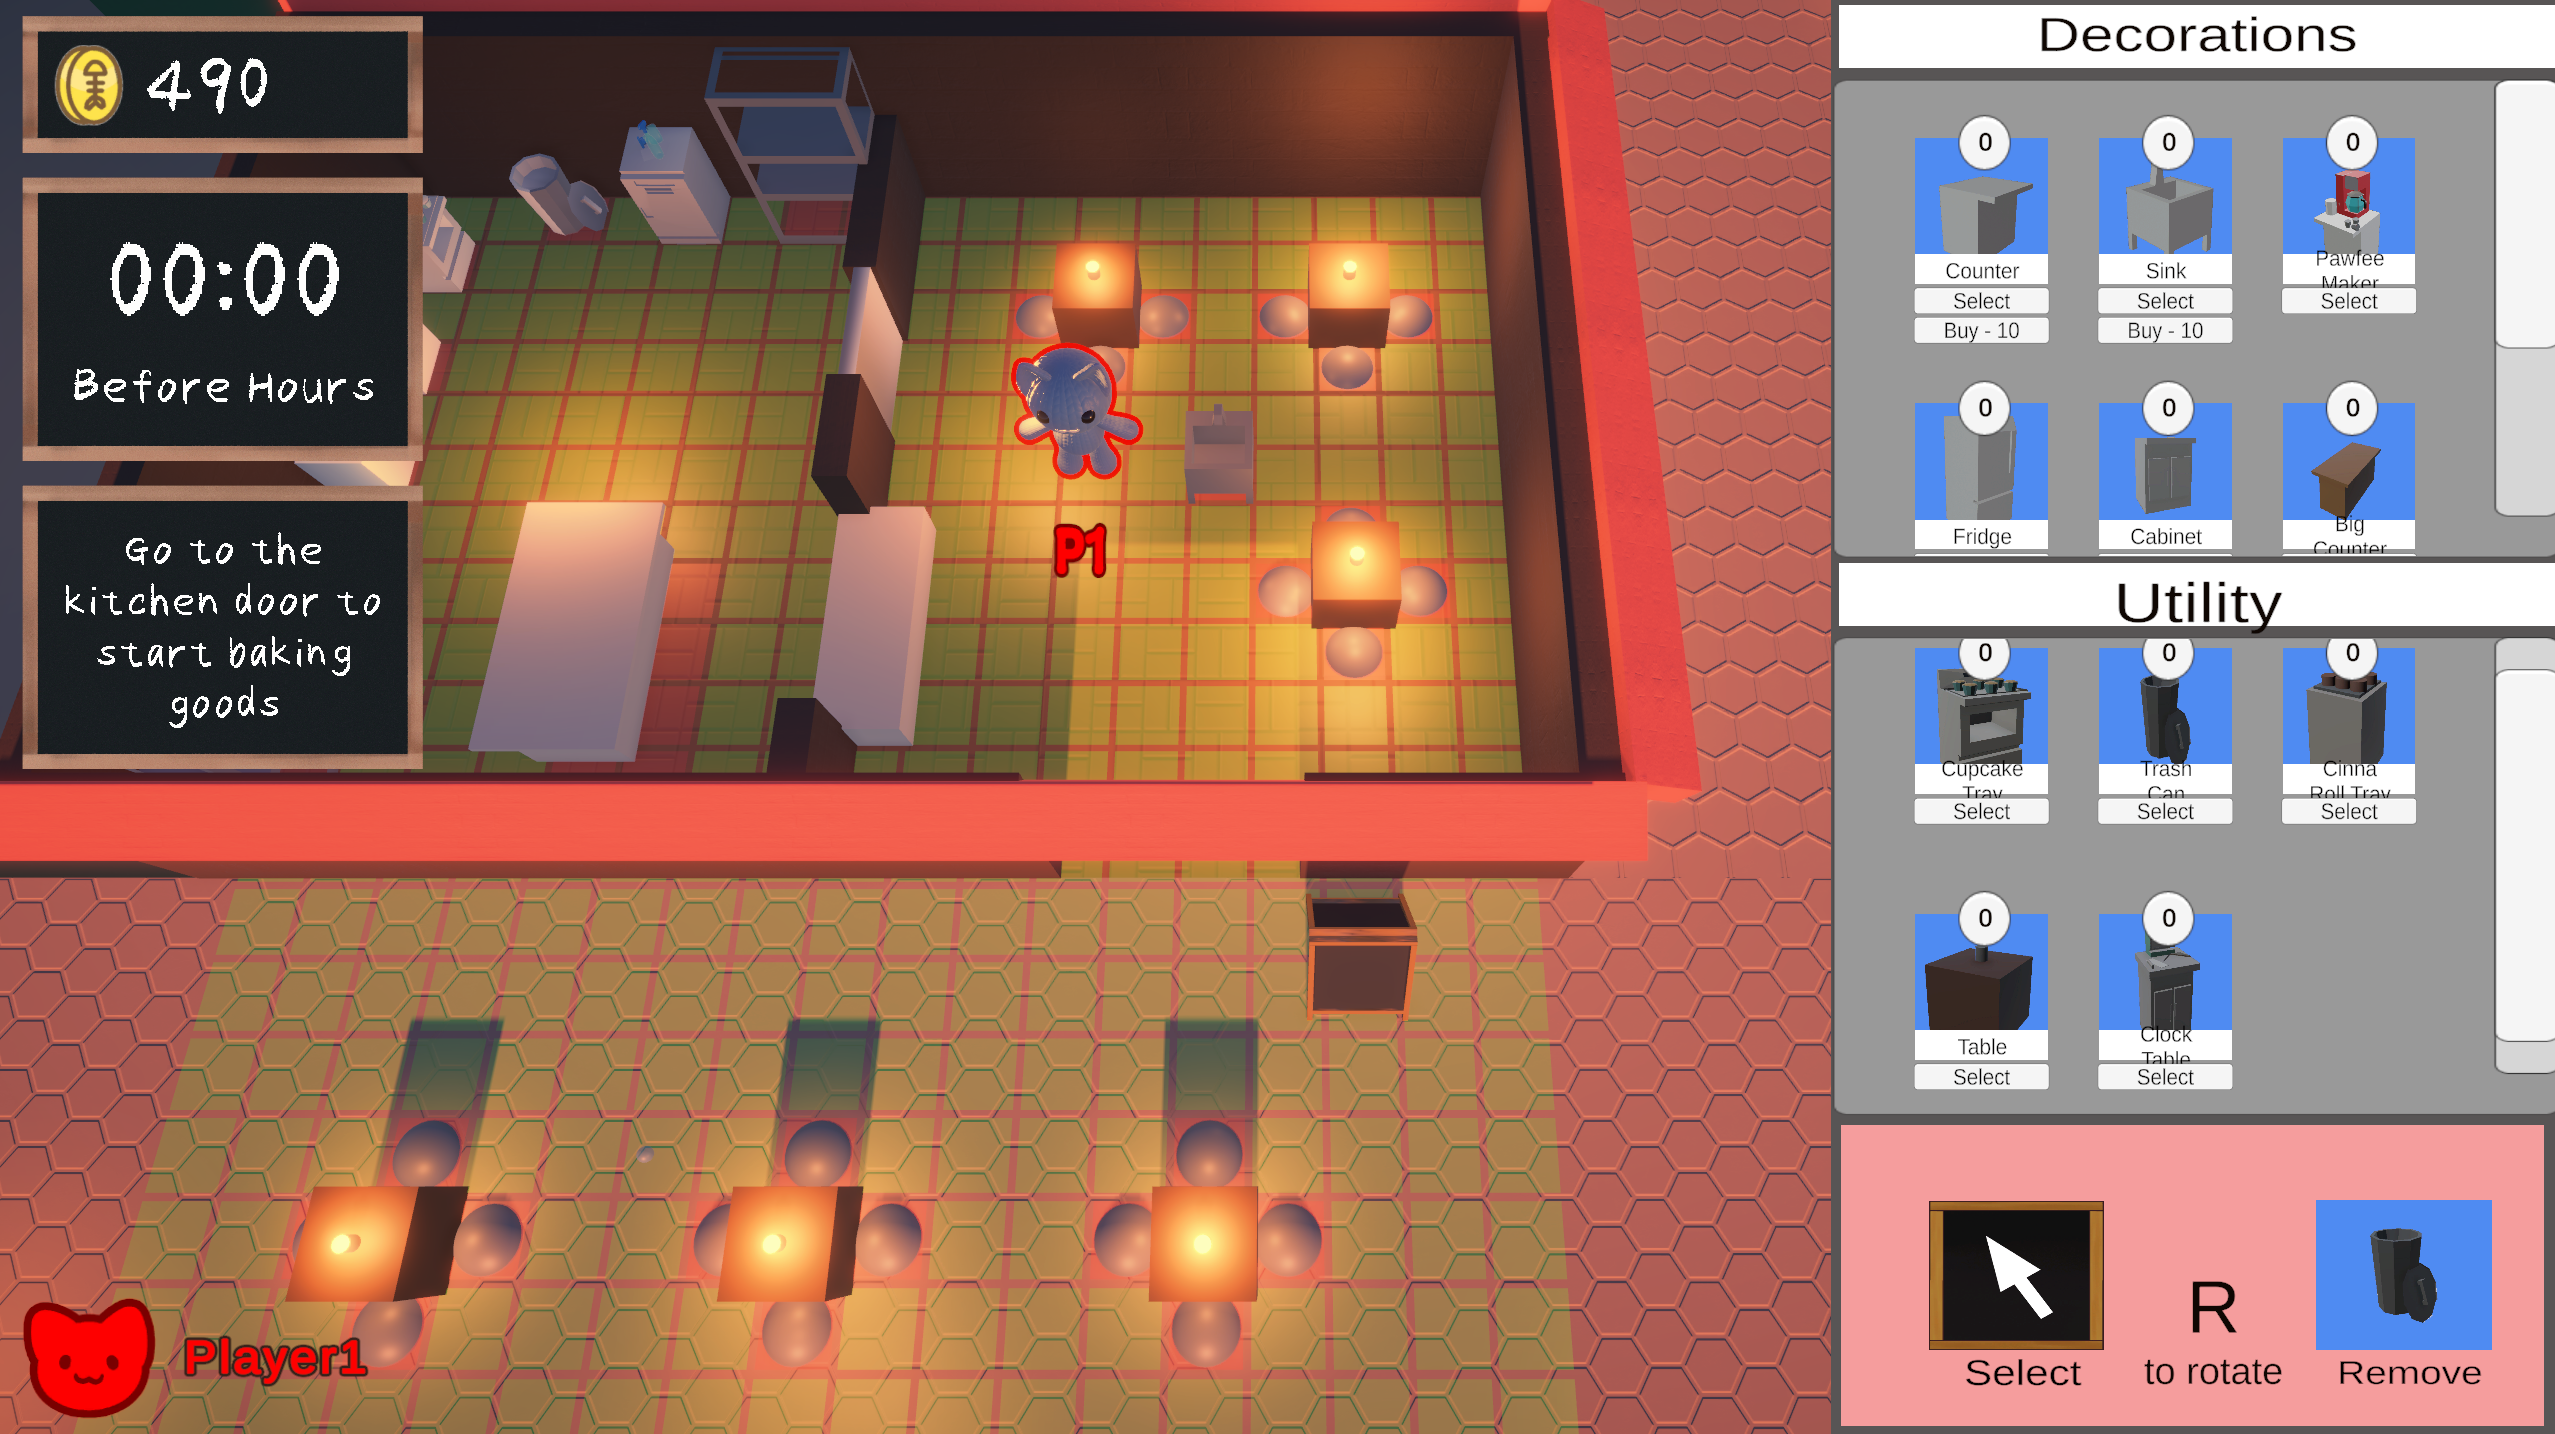 490
00:00
Before Hours
Go to the
kitchen door to
start baking
goods
P1
Player1
Decorations
0 0 0
Counter Sink Pawfee
Maker
Select Select Select
Buy - 10 Buy - 10
0 0 0
Fridge Cabinet Big
Counter
Utility
0 0 0
Cupcake Trash Cinna
Tray Can Roll Tray
Select Select Select
0 0
Table Clock
Table
Select Select
R
Select to rotate Remove